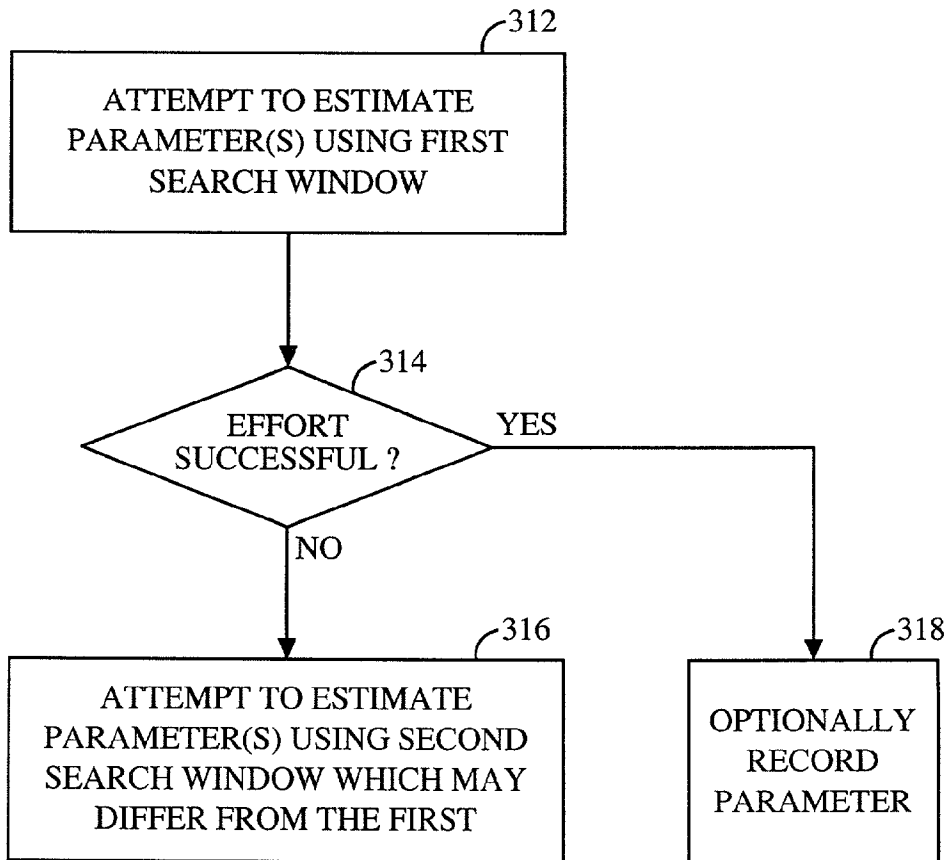 312
ATTEMPT TO ESTIMATE
PARAMETER(S) USING FIRST
SEARCH WINDOW
314
EFFORT
SUCCESSFUL ?
YES
NO
316
ATTEMPT TO ESTIMATE
PARAMETER(S) USING SECOND
SEARCH WINDOW WHICH MAY
DIFFER FROM THE FIRST
318
OPTIONALLY
RECORD
PARAMETER